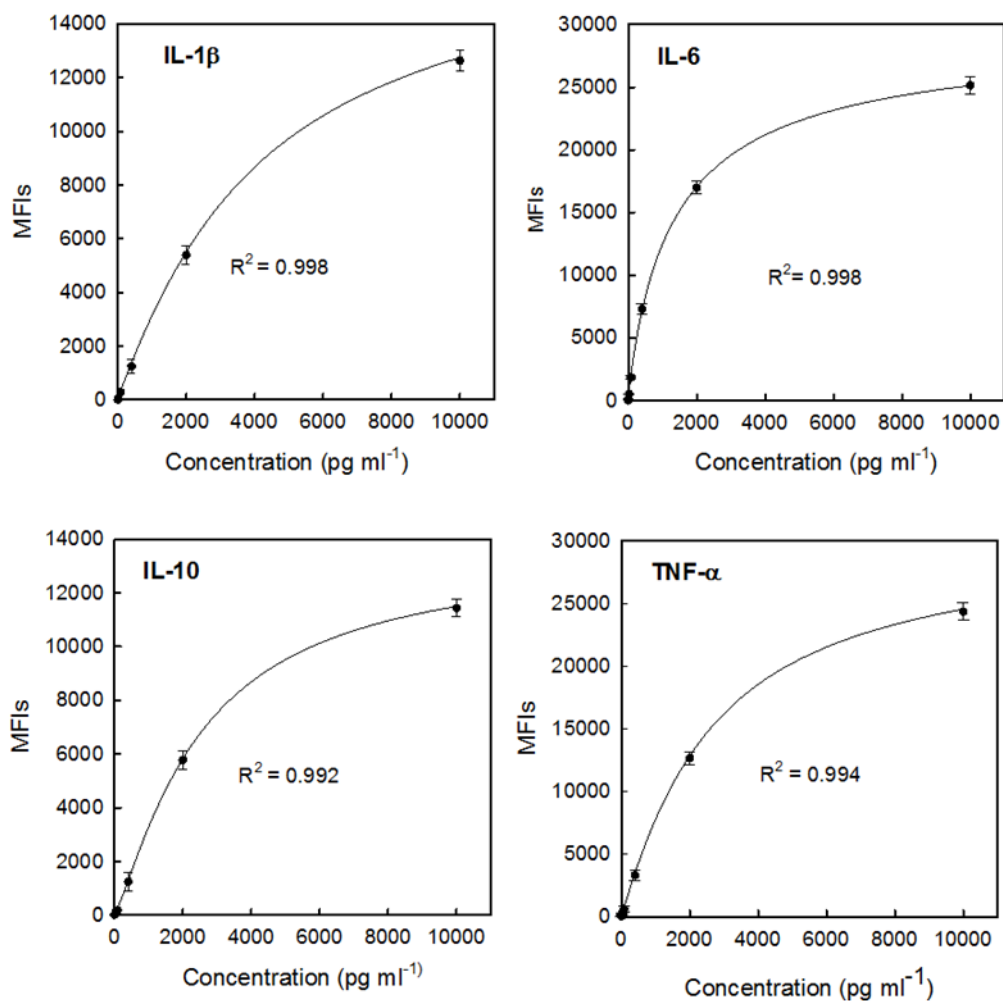 IL-1β
14000
12000
10000
8000
6000
4000
2000
0
MFIs
R² = 0.998
0 2000 4000 6000 8000 10000
Concentration (pg ml⁻¹)
IL-6
30000
25000
20000
15000
10000
5000
0
MFIs
R² = 0.998
0 2000 4000 6000 8000 10000
Concentration (pg ml⁻¹)
IL-10
14000
12000
10000
8000
6000
4000
2000
0
MFIs
R² = 0.992
0 2000 4000 6000 8000 10000
Concentration (pg ml⁻¹⁾
TNF-α
30000
25000
20000
15000
10000
5000
0
MFIs
R² = 0.994
0 2000 4000 6000 8000 10000
Concentration (pg ml⁻¹)